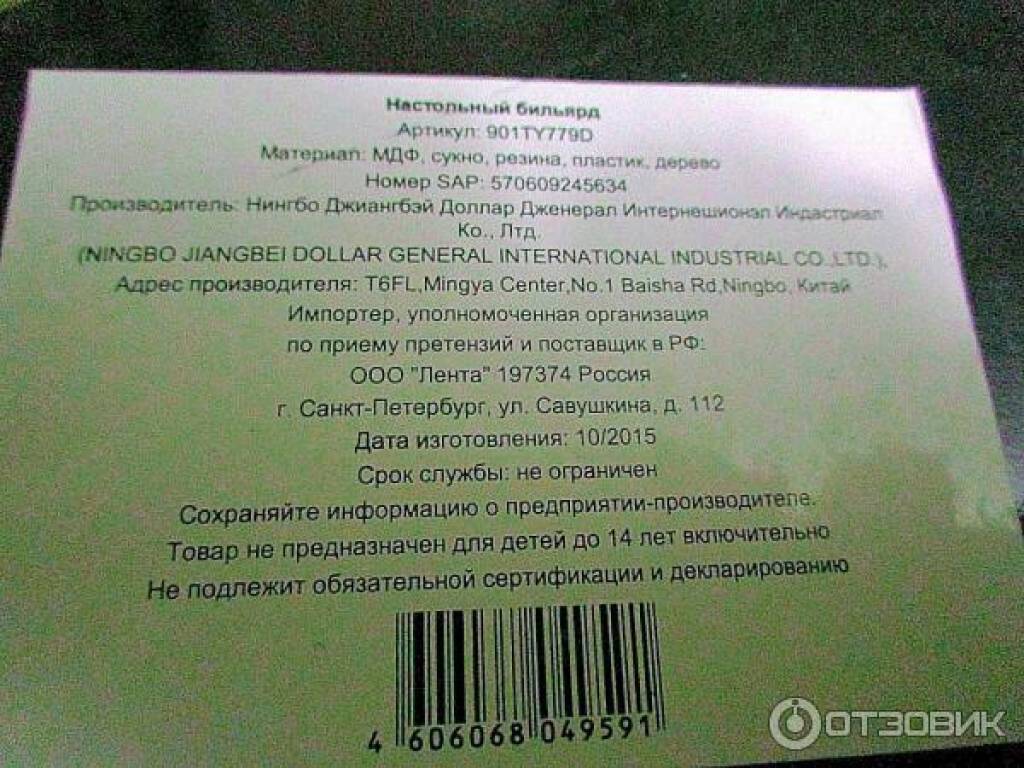 Настольный бильярд
Артикул: 901TY779D
Материал: МДФ, сукно, резина, пластик, дерево
Номер SAP: 570609245634
Производитель: Нингбо Джиангбэй Доллар Дженерал Интернешионэл Индастриал
Ко., Лтд.
(NINGBO JIANGBEI DOLLAR GENERAL INTERNATIONAL INDUSTRIAL CO.,LTD.),
Адрес производителя: T6FL,Mingya Center,No.1 Baisha Rd,Ningbo, Китай
Импортер, уполномоченная организация
по приему претензий и поставщик в РФ:
ООО "Лента" 197374 Россия
г. Санкт-Петербург, ул. Савушкина, д. 112
Дата изготовления: 10/2015
Срок службы: не ограничен
Сохраняйте информацию о предприятии-производителе.
Товар не предназначен для детей до 14 лет включительно
Не подлежит обязательной сертификации и декларированию
4 606068 049591
ОТЗОВИК